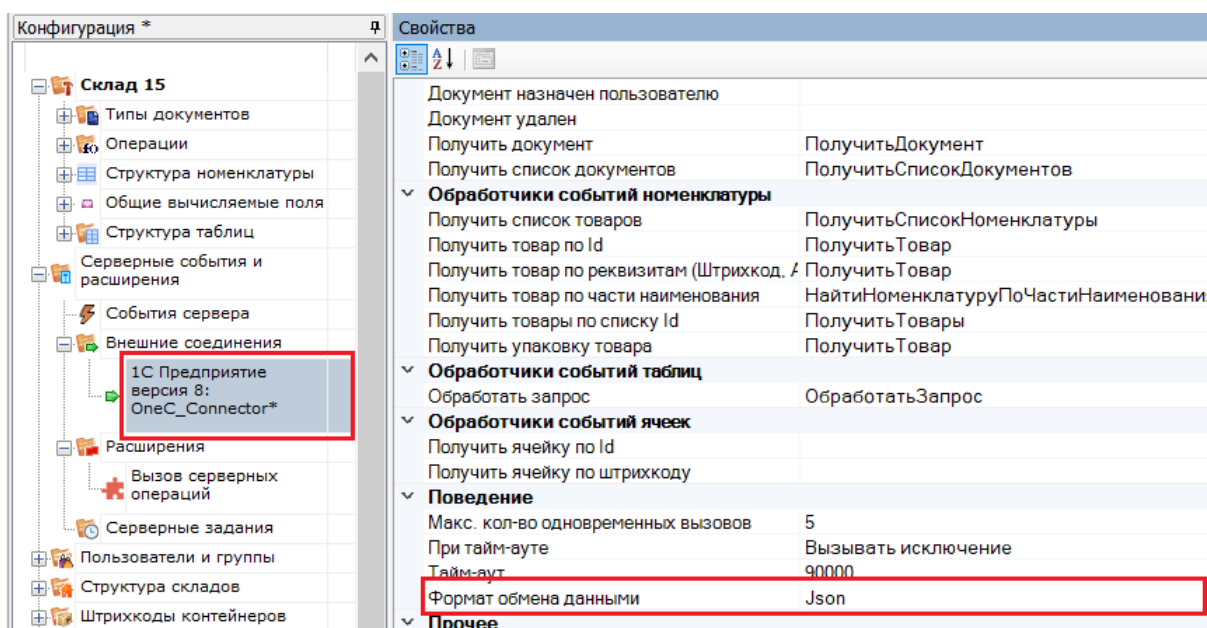 Конфигурация *
Склад 15
Типы документов
Операции
Структура номенклатуры
Общие вычисляемые поля
Структура таблиц
Серверные события и
расширения
События сервера
Внешние соединения
1С Предприятие
версия 8:
OneC_Connector*
Расширения
Вызов серверных
операций
Серверные задания
Пользователи и группы
Структура складов
Штрихкоды контейнеров
Свойства
Документ назначен пользователю
Документ удален
Получить документ ПолучитьДокумент
Получить список документов ПолучитьСписокДокументов
Обработчики событий номенклатуры
Получить список товаров ПолучитьСписокНоменклатуры
Получить товар по Id ПолучитьТовар
Получить товар по реквизитам (Штрихкод, ПолучитьТовар
Получить товар по части наименования НайтиНоменклатуруПоЧастиНаименования
Получить товары по списку Id ПолучитьТовары
Получить упаковку товара ПолучитьТовар
Обработчики событий таблиц
Обработать запрос ОбработатьЗапрос
Обработчики событий ячеек
Получить ячейку по Id
Получить ячейку по штрихкоду
Поведение
Макс. кол-во одновременных вызовов 5
При тайм-ауте Вызывать исключение
Тайм-аут 90000
Формат обмена данными Json
Прочее